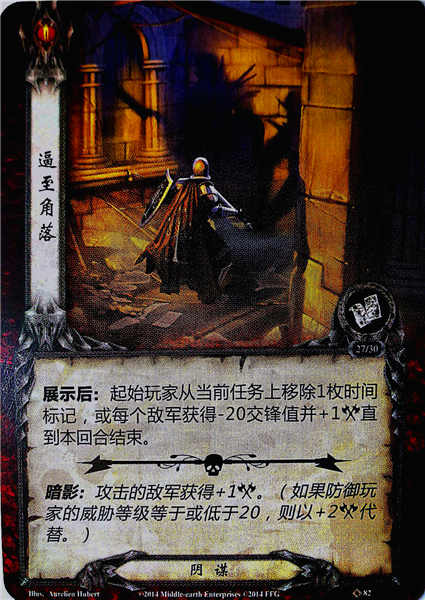 逼至角落
27/30
展示后：起始玩家从当前任务上移除1枚时间
标记，或每个敌军获得-20交锋值并+1直
到本回合结束。
暗影：攻击的敌军获得+1。（如果防御玩
家的威胁等级等于或低于20，则以+2代
替。）
阴 谋
Illus. Aurelien Hubert ©2014 Middle-earth Enterprises ©2014 FFG 82